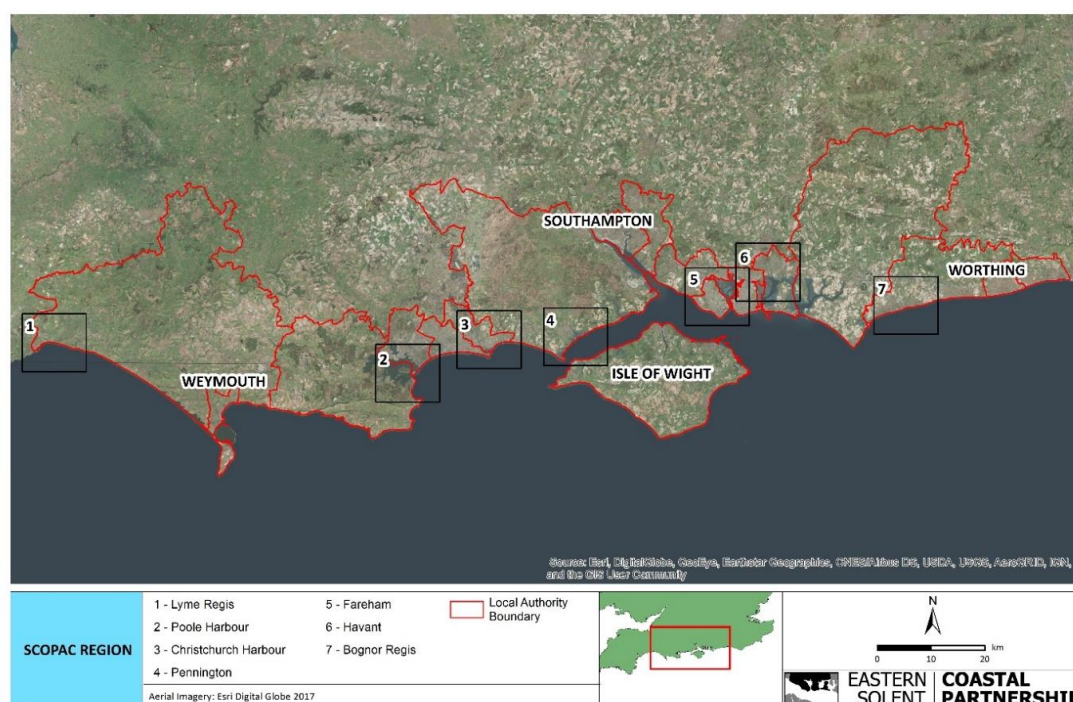 SOUTHAMPTON
6
5
WORTHING
7
1
3
4
2
WEYMOUTH
ISLE OF WIGHT
Source: Esri, DigitalGlobe, GeoEye, Earthstar Geographics, CNES/Airbus DS, USDA, USGS, AeroGRID, IGN,
and the GIS User Community
SCOPAC REGION
1 - Lyme Regis
2 - Poole Harbour
3 - Christchurch Harbour
4 - Pennington
5 - Fareham
6 - Havant
7 - Bognor Regis
Local Authority
Boundary
Aerial Imagery: Esri Digital Globe 2017
N
0 10 20
km
EASTERN
SOLENT
COASTAL
PARTNERSHIP